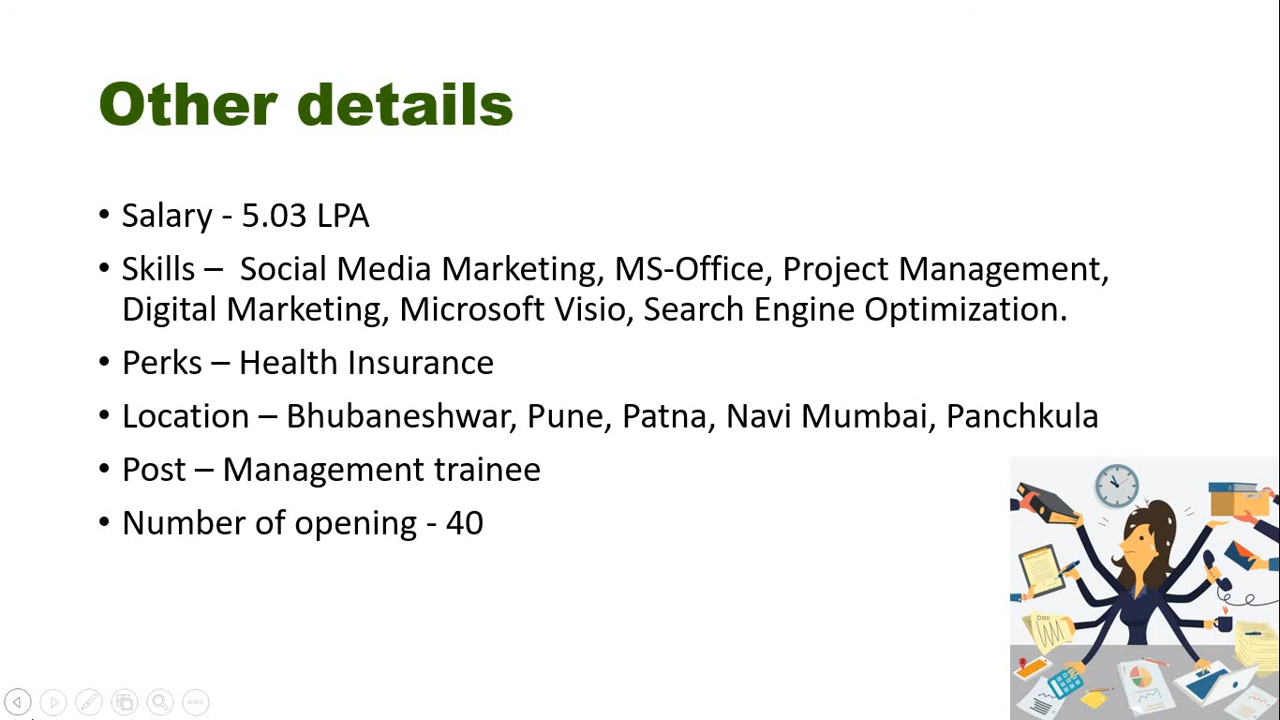 Other details
• Salary - 5.03 LPA
• Skills –  Social Media Marketing, MS-Office, Project Management,
Digital Marketing, Microsoft Visio, Search Engine Optimization.
• Perks – Health Insurance
• Location – Bhubaneshwar, Pune, Patna, Navi Mumbai, Panchkula
• Post – Management trainee
• Number of opening - 40